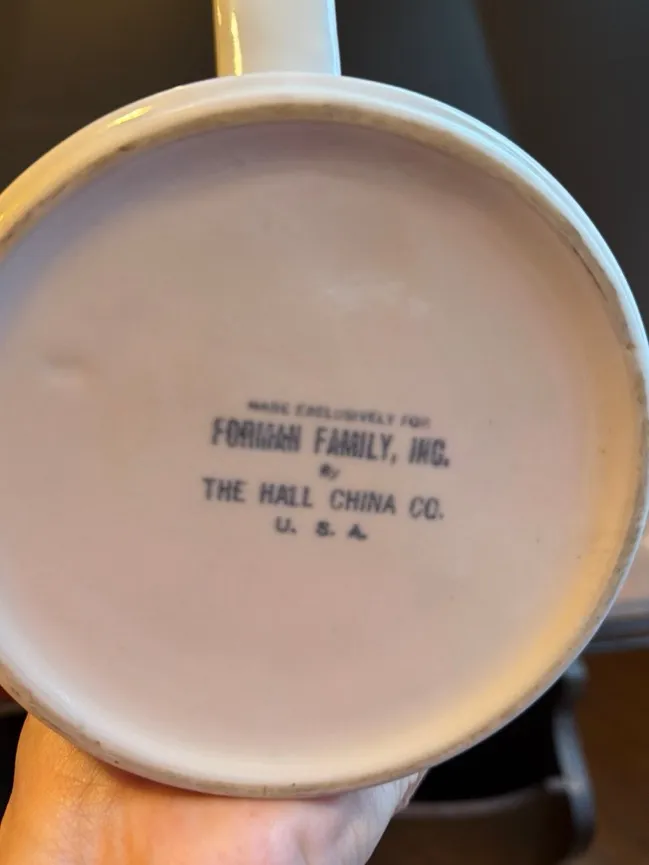 MADE EXCLUSIVELY FOR
FORMAN FAMILY, INC.
By
THE HALL CHINA CO.
U. S. A.